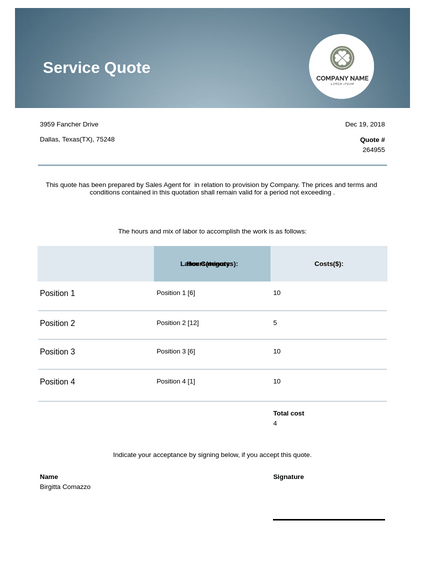 Service Quote
COMPANY NAME
LOREM IPSUM
3959 Fancher Drive
Dec 19, 2018
Dallas, Texas(TX), 75248
Quote #
264955
This quote has been prepared by Sales Agent for  in relation to provision by Company. The prices and terms and
conditions contained in this quotation shall remain valid for a period not exceeding .
The hours and mix of labor to accomplish the work is as follows:
Costs($):
Position 1
Position 1 [6]
10
Position 2
Position 2 [12]
5
Position 3
Position 3 [6]
10
Position 4
Position 4 [1]
10
Total cost
4
Indicate your acceptance by signing below, if you accept this quote.
Name
Signature
Birgitta Comazzo